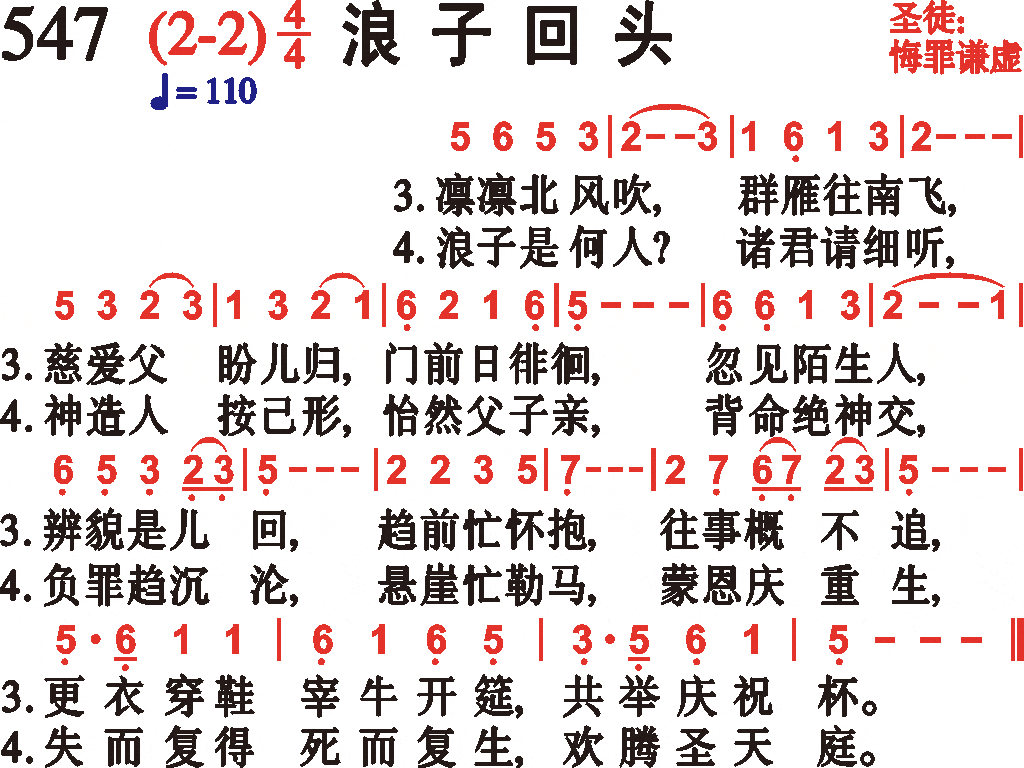 547 (2-2) 4/4 浪子回头 圣徒:
悔罪谦虚
♩=110
5 6 5 3|2--3|1 6 1 3|2---|
3.凛凛北风吹, 群雁往南飞,
4.浪子是何人? 诸君请细听,
5 3 2 3|1 3 2 1|6 2 1 6|5---|6 6 1 3|2--1|
3.慈爱父 盼儿归, 门前日徘徊, 忽见陌生人,
4.神造人 按己形, 怡然父子亲, 背命绝神交,
6 5 3 2 3|5---|2 2 3 5|7---|2 7 6 7 2 3|5---|
3.辨貌是儿 回, 趋前忙怀抱, 往事概 不 追,
4.负罪趋沉 沦, 悬崖忙勒马, 蒙恩庆 重 生,
5·6 1 1|6 1 6 5|3·5 6 1|5---‖
3.更衣穿鞋 宰牛开筵, 共举庆祝 杯。
4.失而复得 死而复生, 欢腾圣天 庭。